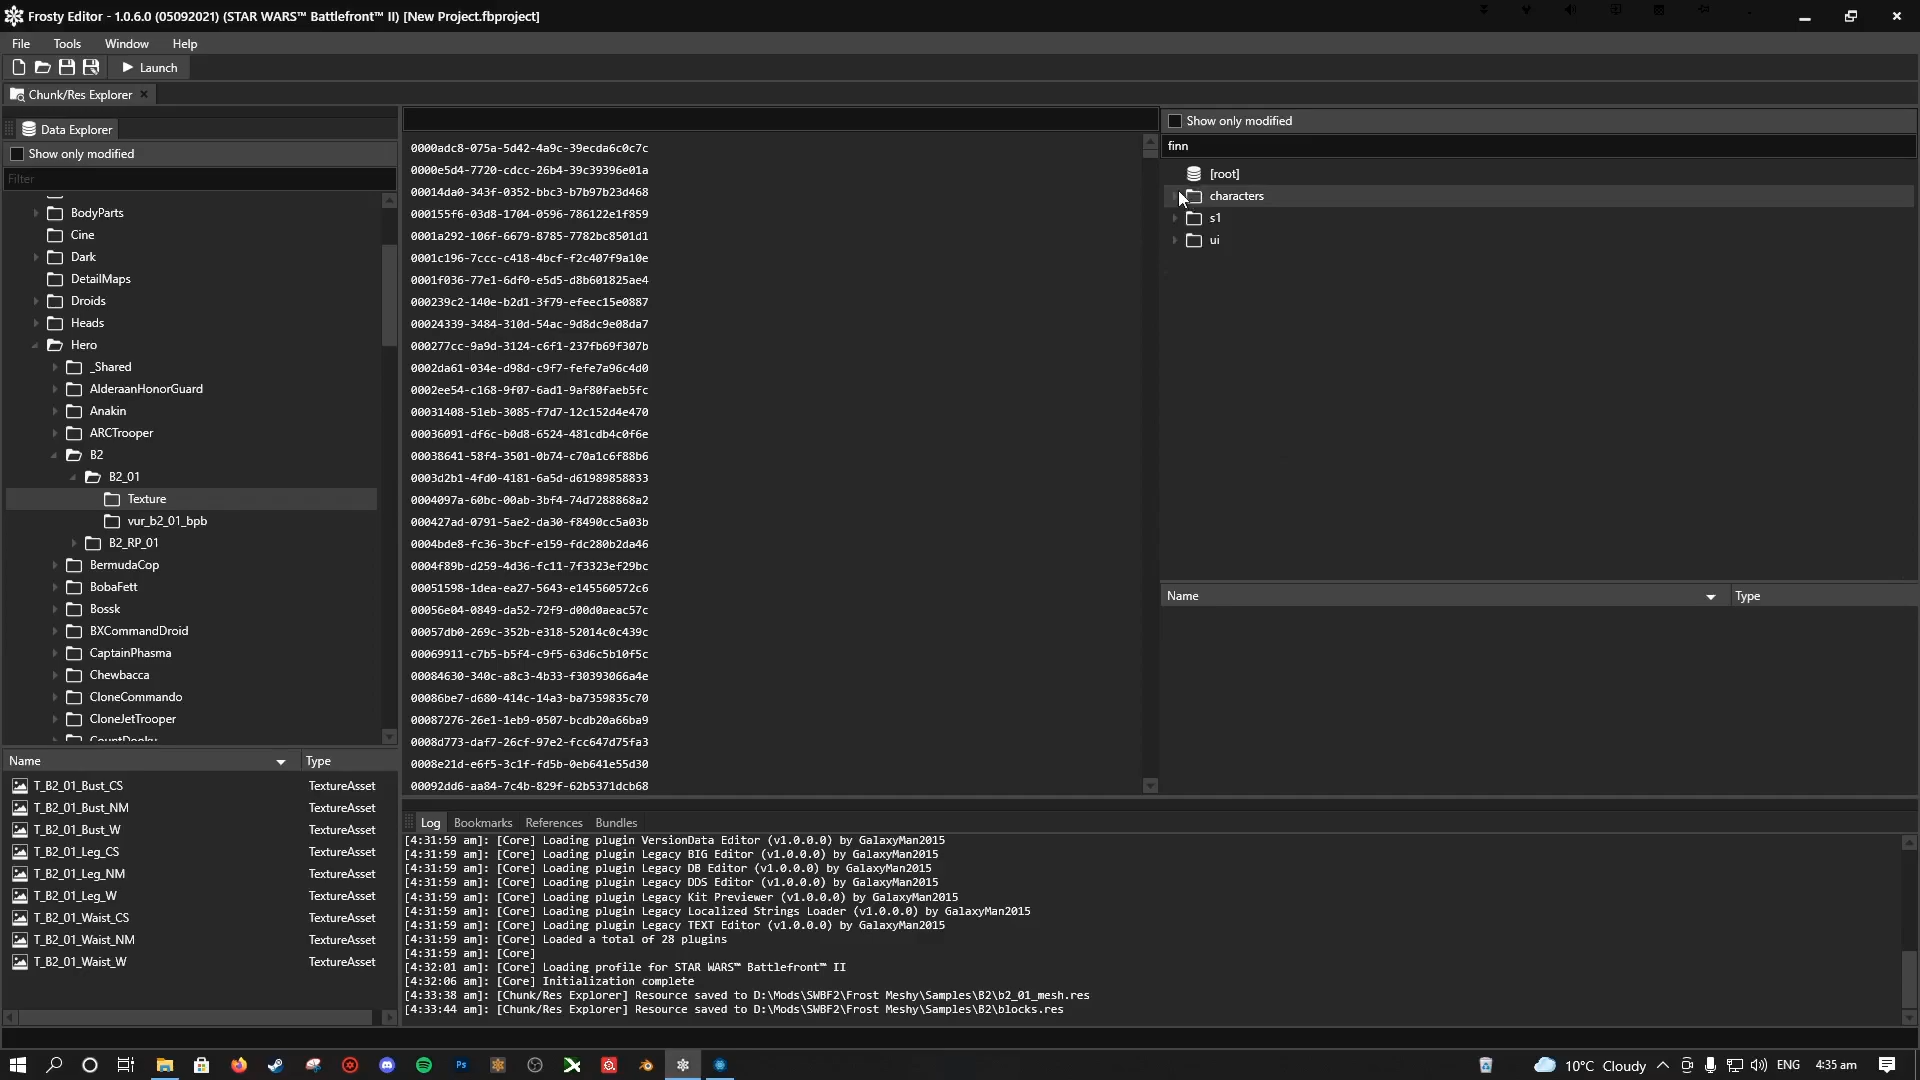 Frosty Editor - 1.0.6.0 (05092021) (STAR WARS™ Battlefront™ II) [New Project.fbproject]
File Tools Window Help
Launch
Chunk/Res Explorer
Data Explorer
Show only modified
Filter
BodyParts
Cine
Dark
DetailMaps
Droids
Heads
Hero
_Shared
AlderaanHonorGuard
Anakin
ARCTrooper
B2
B2_01
Texture
vur_b2_01_bpb
B2_RP_01
BermudaCop
BobaFett
Bossk
BXCommandDroid
CaptainPhasma
Chewbacca
CloneCommando
CloneJetTrooper
CountDooku
Name Type
T_B2_01_Bust_CS TextureAsset
T_B2_01_Bust_NM TextureAsset
T_B2_01_Bust_W TextureAsset
T_B2_01_Leg_CS TextureAsset
T_B2_01_Leg_NM TextureAsset
T_B2_01_Leg_W TextureAsset
T_B2_01_Waist_CS TextureAsset
T_B2_01_Waist_NM TextureAsset
T_B2_01_Waist_W TextureAsset
0000adc8-075a-5d42-4a9c-39ecda6c0c7c
0000e5d4-7720-cdcc-26b4-39c39396e01a
00014da0-343f-0352-bbc3-b7b97b23d468
000155f6-03d8-1704-0596-786122e1f859
0001a292-106f-6679-8785-7782bc8501d1
0001c196-7ccc-c418-4bcf-f2c407f9a10e
0001f036-77e1-6df0-e5d5-d8b601825ae4
000239c2-140e-b2d1-3f79-efeec15e0887
00024339-3484-310d-54ac-9d8dc9e08da7
000277cc-9a9d-3124-c6f1-237fb69f307b
0002da61-034e-d98d-c9f7-fefe7a96c4d0
0002ee54-c168-9f07-6ad1-9af80faeb5fc
00031408-51eb-3085-f7d7-12c152d4e470
00036091-df6c-b0d8-6524-481cdb4c0f6e
00038641-58f4-3501-0b74-c70a1c6f88b6
0003d2b1-4fd0-4181-6a5d-d61989858833
0004097a-60bc-00ab-3bf4-74d7288868a2
000427ad-0791-5ae2-da30-f8490cc5a03b
0004bde8-fc36-3bcf-e159-fdc280b2da46
0004f89b-d259-4d36-fc11-7f3323ef29bc
00051598-1dea-ea27-5643-e145560572c6
00056e04-0849-da52-72f9-d00d0aeac57c
00057db0-269c-352b-e318-52014c0c439c
00069911-c7b5-b5f4-c9f5-63d6c5b10f5c
00084630-340c-a8c3-4b33-f30393066a4e
00086be7-d680-414c-14a3-ba7359835c70
00087276-26e1-1eb9-0507-bcdb20a66ba9
0008d773-daf7-26cf-97e2-fcc647d75fa3
0008e21d-e6f5-3c1f-fd5b-0eb641e55d30
00092dd6-aa84-7c4b-829f-62b5371dcb68
Show only modified
finn
[root]
characters
s1
ui
Name Type
Log Bookmarks References Bundles
[4:31:59 am]: [Core] Loading plugin VersionData Editor (v1.0.0.0) by GalaxyMan2015
[4:31:59 am]: [Core] Loading plugin Legacy BIG Editor (v1.0.0.0) by GalaxyMan2015
[4:31:59 am]: [Core] Loading plugin Legacy DB Editor (v1.0.0.0) by GalaxyMan2015
[4:31:59 am]: [Core] Loading plugin Legacy DDS Editor (v1.0.0.0) by GalaxyMan2015
[4:31:59 am]: [Core] Loading plugin Legacy Kit Previewer (v1.0.0.0) by GalaxyMan2015
[4:31:59 am]: [Core] Loading plugin Legacy Localized Strings Loader (v1.0.0.0) by GalaxyMan2015
[4:31:59 am]: [Core] Loading plugin Legacy TEXT Editor (v1.0.0.0) by GalaxyMan2015
[4:31:59 am]: [Core] Loaded a total of 28 plugins
[4:31:59 am]: [Core]
[4:32:01 am]: [Core] Loading profile for STAR WARS™ Battlefront™ II
[4:32:06 am]: [Core] Initialization complete
[4:33:38 am]: [Chunk/Res Explorer] Resource saved to D:\Mods\SWBF2\Frost Meshy\Samples\B2\b2_01_mesh.res
[4:33:44 am]: [Chunk/Res Explorer] Resource saved to D:\Mods\SWBF2\Frost Meshy\Samples\B2\blocks.res
Ps
10°C Cloudy ENG 4:35 am